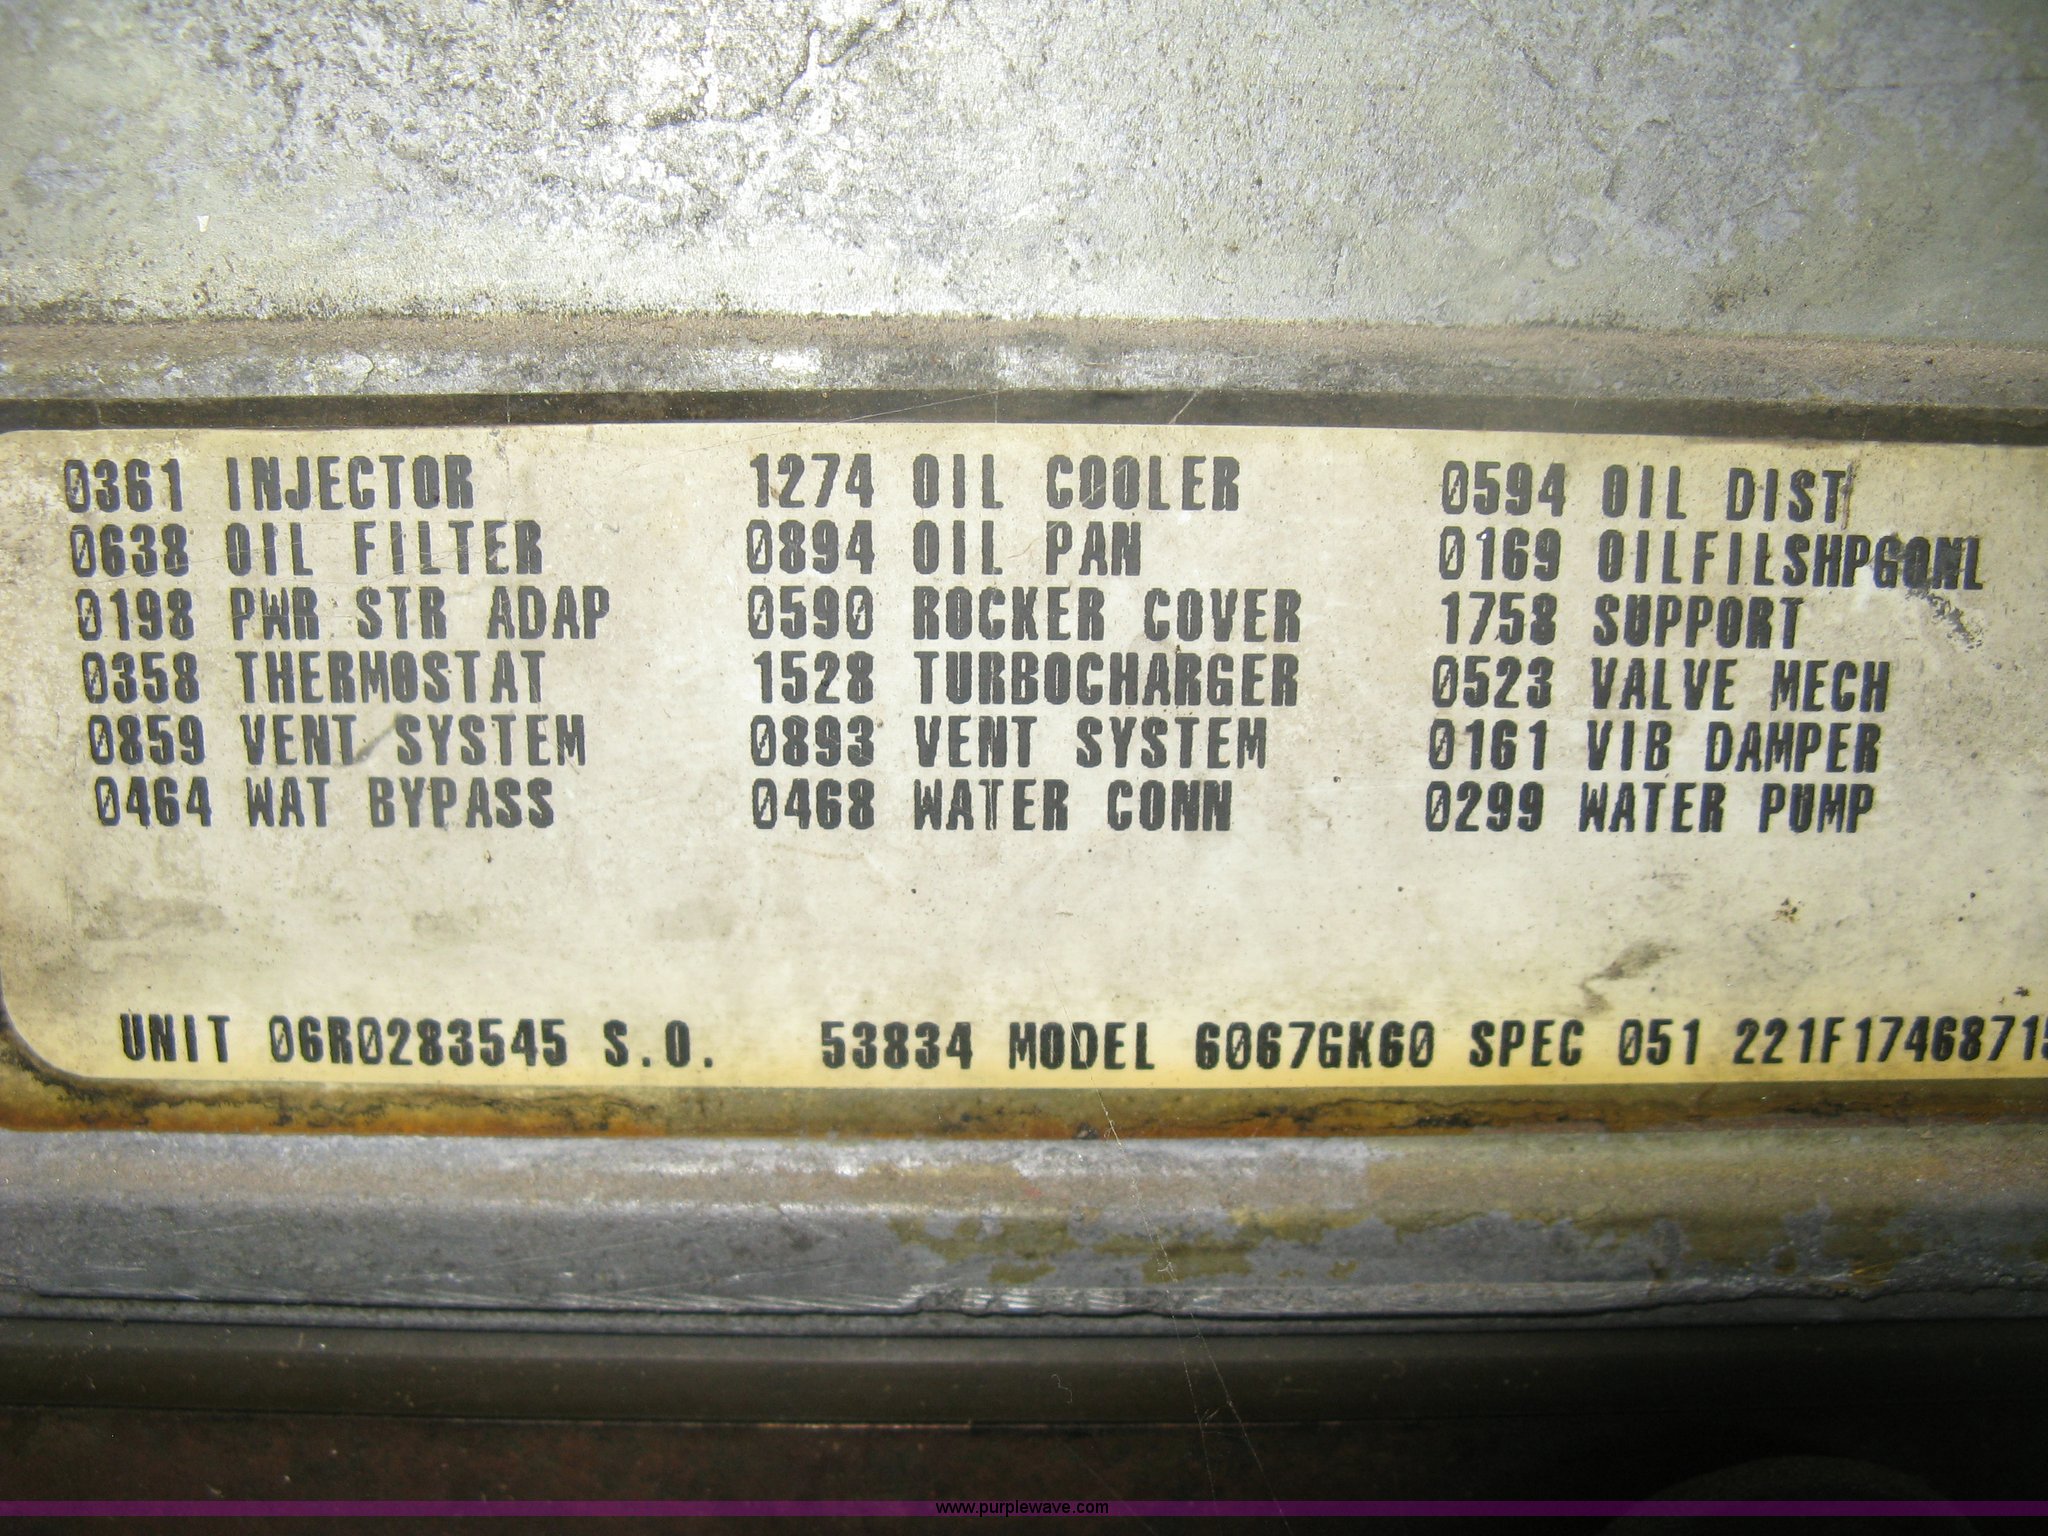 0361 INJECTOR 1274 OIL COOLER 0594 OIL DIST
0638 OIL FILTER 0894 OIL PAN 0169 OILFILSHPGONL
0198 PWR STR ADAP 0590 ROCKER COVER 1758 SUPPORT
0358 THERMOSTAT 1528 TURBOCHARGER 0523 VALVE MECH
0859 VENT SYSTEM 0893 VENT SYSTEM 0161 VIB DAMPER
0464 WAT BYPASS 0468 WATER CONN 0299 WATER PUMP
UNIT 06R0283545 S.O. 53834 MODEL 6067GK60 SPEC 051 221F17468715
www.purplewave.com